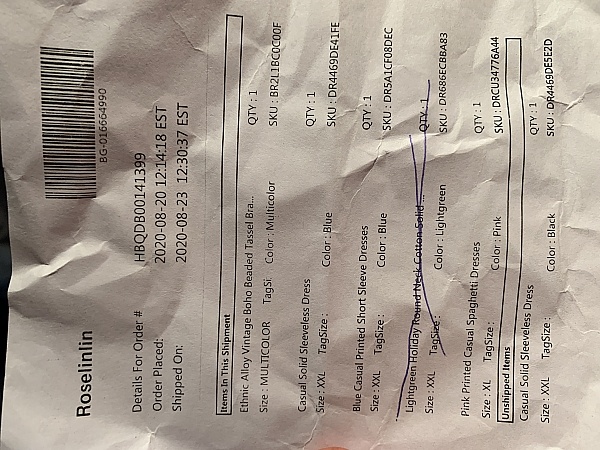 Roselinlin
BG-016664990
Details For Order # HBQDB00141399
Order Placed: 2020-08-20 12:14:18 EST
Shipped On: 2020-08-23 12:30:37 EST
Items In This Shipment
Ethnic Alloy Vintage Boho Beaded Tassel Bra... QTY : 1
Size : MULTICOLOR TagSi: Color : Multicolor SKU : BR2L1BC0C00F
Casual Solid Sleeveless Dress QTY : 1
Size : XXL TagSize : Color : Blue SKU : DR4469DE41FE
Blue Casual Printed Short Sleeve Dresses QTY : 1
Size : XXL TagSize : Color : Blue SKU : DR5A1CF08DEC
Lightgreen Holiday Round Neck Cotton Solid ... QTY : 1
Size : XXL TagSize : Color : Lightgreen SKU : DR686ECBBA83
Pink Printed Casual Spaghetti Dresses QTY : 1
Size : XL TagSize : Color : Pink SKU : DRCU34776A44
Unshipped Items
Casual Solid Sleeveless Dress QTY : 1
Size : XXL TagSize : Color : Black SKU : DR4469DE5E2D